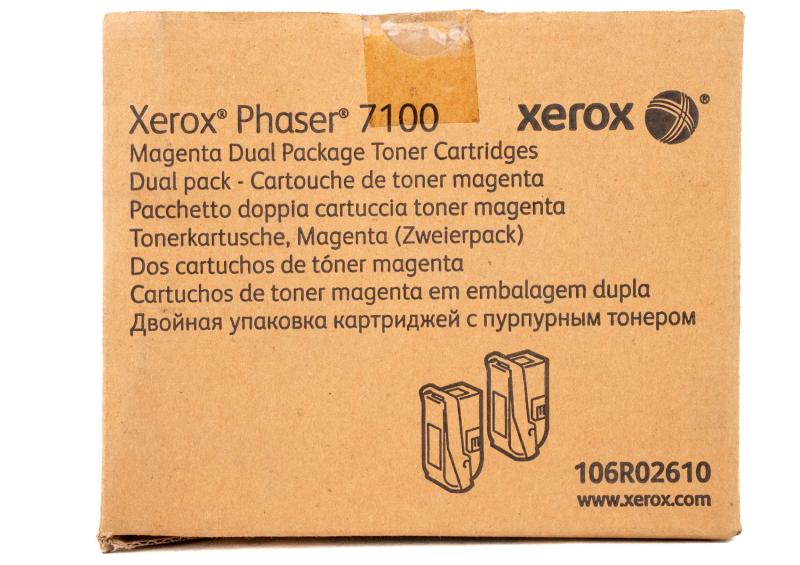 Xerox® Phaser® 7100
xerox ®
Magenta Dual Package Toner Cartridges
Dual pack - Cartouche de toner magenta
Pacchetto doppia cartuccia toner magenta
Tonerkartusche, Magenta (Zweierpack)
Dos cartuchos de tóner magenta
Cartuchos de toner magenta em embalagem dupla
Двойная упаковка картриджей с пурпурным тонером
106R02610
www.xerox.com